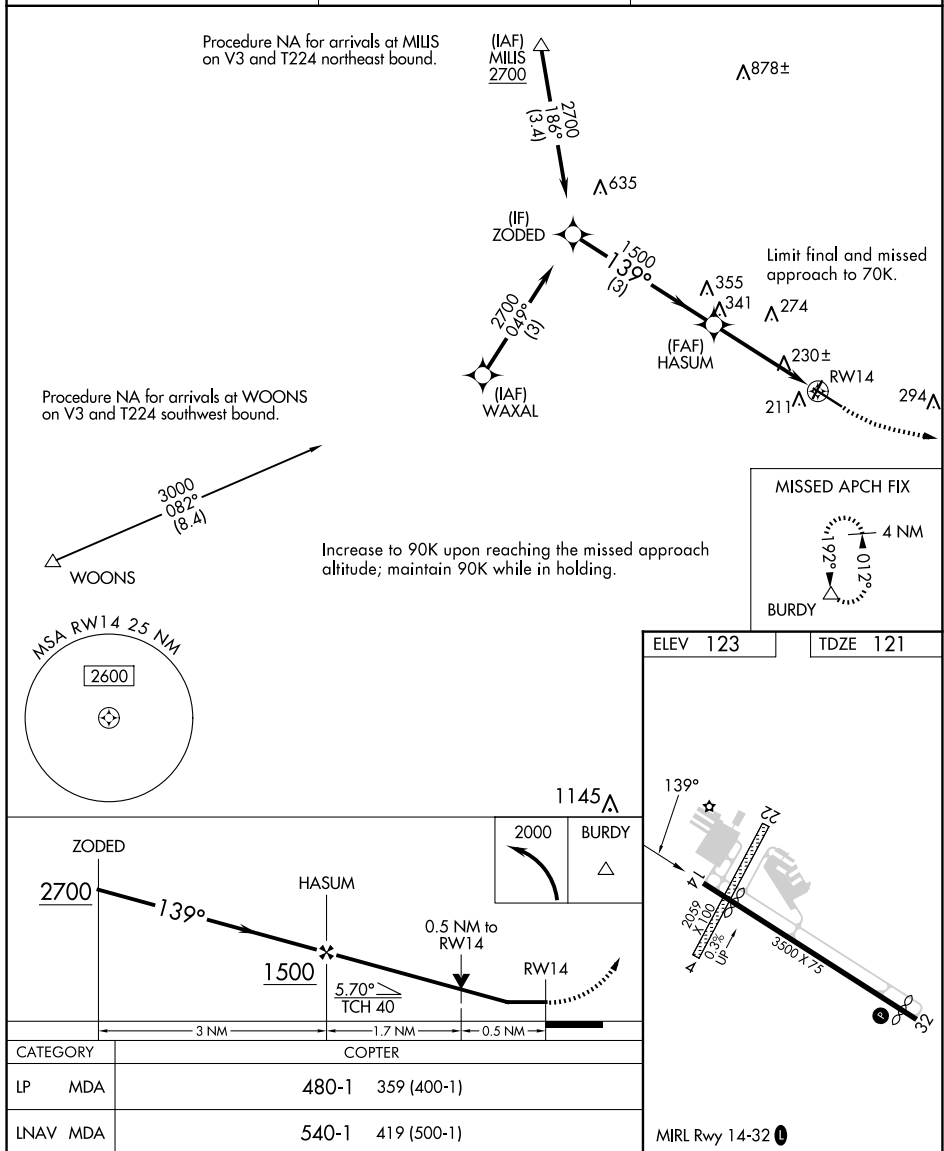 Procedure NA for arrivals at MILIS
on V3 and T224 northeast bound.
(IAF)
MILIS
2700
878±
2700
186°
(3.4)
635
(IF)
ZODED
1500
139°
(3)
Limit final and missed
approach to 70K.
355
341
274
2700
049°
(3)
(FAF)
HASUM
230±
RW14
(IAF)
WAXAL
211
294
Procedure NA for arrivals at WOONS
on V3 and T224 southwest bound.
3000
082°
(8.4)
WOONS
MISSED APCH FIX
4 NM
192°
012°
BURDY
Increase to 90K upon reaching the missed approach
altitude; maintain 90K while in holding.
MSA RW14 25 NM
2600
ELEV 123
TDZE 121
1145
139°
22
14
2059
X 100
0.3%
UP
4
3500 X 75
P
32
MIRL Rwy 14-32 L
2000
BURDY
ZODED
2700
139°
HASUM
1500
0.5 NM to
RW14
RW14
5.70°
TCH 40
3 NM
1.7 NM
0.5 NM
CATEGORY COPTER
LP MDA 480-1 359 (400-1)
LNAV MDA 540-1 419 (500-1)